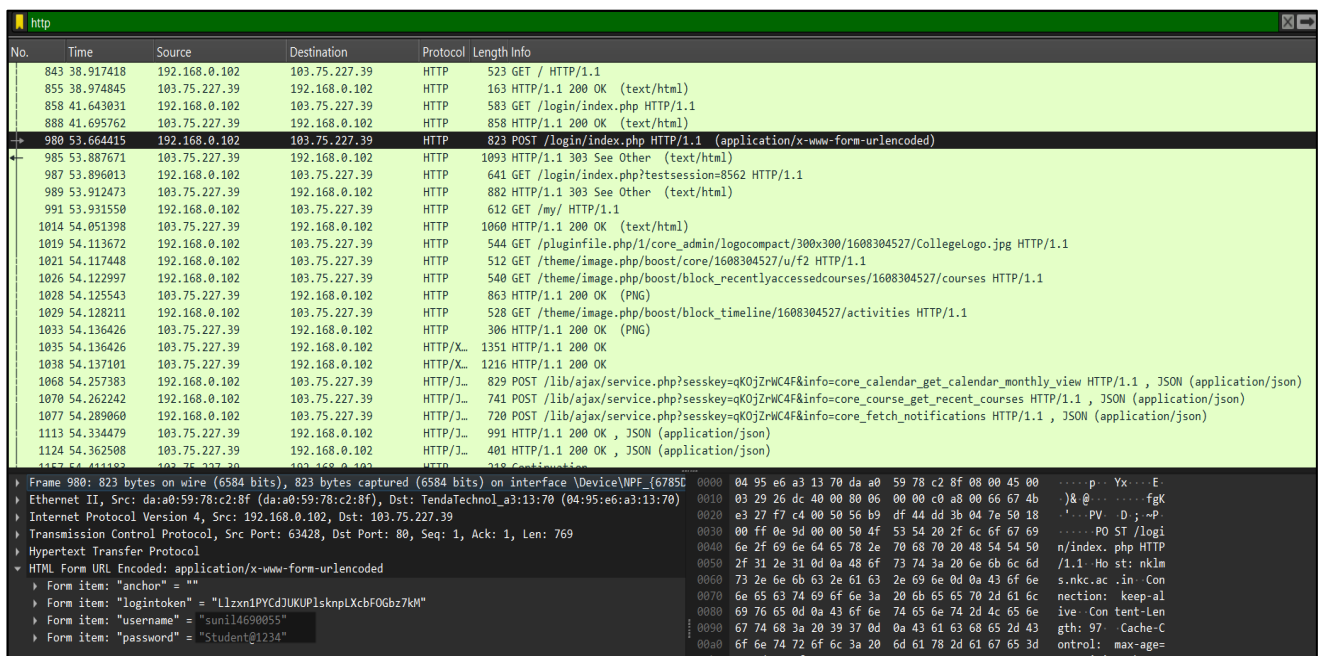 http
No. Time Source Destination Protocol Length Info
843 38.917418 192.168.0.102 103.75.227.39 HTTP 523 GET / HTTP/1.1
855 38.974845 103.75.227.39 192.168.0.102 HTTP 163 HTTP/1.1 200 OK (text/html)
858 41.643031 192.168.0.102 103.75.227.39 HTTP 583 GET /login/index.php HTTP/1.1
888 41.695762 103.75.227.39 192.168.0.102 HTTP 858 HTTP/1.1 200 OK (text/html)
980 53.664415 192.168.0.102 103.75.227.39 HTTP 823 POST /login/index.php HTTP/1.1 (application/x-www-form-urlencoded)
985 53.887671 103.75.227.39 192.168.0.102 HTTP 1093 HTTP/1.1 303 See Other (text/html)
987 53.896013 192.168.0.102 103.75.227.39 HTTP 641 GET /login/index.php?testsession=8562 HTTP/1.1
989 53.912473 103.75.227.39 192.168.0.102 HTTP 882 HTTP/1.1 303 See Other (text/html)
991 53.931550 192.168.0.102 103.75.227.39 HTTP 612 GET /my/ HTTP/1.1
1014 54.051398 103.75.227.39 192.168.0.102 HTTP 1060 HTTP/1.1 200 OK (text/html)
1019 54.113672 192.168.0.102 103.75.227.39 HTTP 544 GET /pluginfile.php/1/core_admin/logocompact/300x300/1608304527/CollegeLogo.jpg HTTP/1.1
1021 54.117448 192.168.0.102 103.75.227.39 HTTP 512 GET /theme/image.php/boost/core/1608304527/u/f2 HTTP/1.1
1026 54.122997 192.168.0.102 103.75.227.39 HTTP 540 GET /theme/image.php/boost/block_recentlyaccessedcourses/1608304527/courses HTTP/1.1
1028 54.125543 103.75.227.39 192.168.0.102 HTTP 863 HTTP/1.1 200 OK (PNG)
1029 54.128211 192.168.0.102 103.75.227.39 HTTP 528 GET /theme/image.php/boost/block_timeline/1608304527/activities HTTP/1.1
1033 54.136426 103.75.227.39 192.168.0.102 HTTP 306 HTTP/1.1 200 OK (PNG)
1035 54.136426 103.75.227.39 192.168.0.102 HTTP/X… 1351 HTTP/1.1 200 OK
1038 54.137101 103.75.227.39 192.168.0.102 HTTP/X… 1216 HTTP/1.1 200 OK
1068 54.257383 192.168.0.102 103.75.227.39 HTTP/J… 829 POST /lib/ajax/service.php?sesskey=qKOjZrWC4F&info=core_calendar_get_calendar_monthly_view HTTP/1.1 , JSON (application/json)
1070 54.262242 192.168.0.102 103.75.227.39 HTTP/J… 741 POST /lib/ajax/service.php?sesskey=qKOjZrWC4F&info=core_course_get_recent_courses HTTP/1.1 , JSON (application/json)
1077 54.289060 192.168.0.102 103.75.227.39 HTTP/J… 720 POST /lib/ajax/service.php?sesskey=qKOjZrWC4F&info=core_fetch_notifications HTTP/1.1 , JSON (application/json)
1113 54.334479 103.75.227.39 192.168.0.102 HTTP/J… 991 HTTP/1.1 200 OK , JSON (application/json)
1124 54.362508 103.75.227.39 192.168.0.102 HTTP/J… 401 HTTP/1.1 200 OK , JSON (application/json)
1157 54.411183 103.75.227.39 192.168.0.102 HTTP 218 Continuation
Frame 980: 823 bytes on wire (6584 bits), 823 bytes captured (6584 bits) on interface \Device\NPF_{6785D
Ethernet II, Src: da:a0:59:78:c2:8f (da:a0:59:78:c2:8f), Dst: TendaTechnol_a3:13:70 (04:95:e6:a3:13:70)
Internet Protocol Version 4, Src: 192.168.0.102, Dst: 103.75.227.39
Transmission Control Protocol, Src Port: 63428, Dst Port: 80, Seq: 1, Ack: 1, Len: 769
Hypertext Transfer Protocol
HTML Form URL Encoded: application/x-www-form-urlencoded
Form item: "anchor" = ""
Form item: "logintoken" = "Llzxn1PYCdJUKUPlsknpLXcbFOGbz7kM"
Form item: "username" = "sunil4690055"
Form item: "password" = "Student@1234"
0000 04 95 e6 a3 13 70 da a0 59 78 c2 8f 08 00 45 00 ·····p·· Yx····E·
0010 03 29 26 dc 40 00 80 06 00 00 c0 a8 00 66 67 4b ·)&·@··· ·····fgK
0020 e3 27 f7 c4 00 50 56 b9 df 44 dd 3b 04 7e 50 18 ·'···PV· ·D·;·~P·
0030 00 ff 0e 9d 00 00 50 4f 53 54 20 2f 6c 6f 67 69 ······PO ST /logi
0040 6e 2f 69 6e 64 65 78 2e 70 68 70 20 48 54 54 50 n/index. php HTTP
0050 2f 31 2e 31 0d 0a 48 6f 73 74 3a 20 6e 6b 6c 6d /1.1··Ho st: nklm
0060 73 2e 6e 6b 63 2e 61 63 2e 69 6e 0d 0a 43 6f 6e s.nkc.ac .in··Con
0070 6e 65 63 74 69 6f 6e 3a 20 6b 65 65 70 2d 61 6c nection: keep-al
0080 69 76 65 0d 0a 43 6f 6e 74 65 6e 74 2d 4c 65 6e ive··Con tent-Len
0090 67 74 68 3a 20 39 37 0d 0a 43 61 63 68 65 2d 43 gth: 97· ·Cache-C
00a0 6f 6e 74 72 6f 6c 3a 20 6d 61 78 2d 61 67 65 3d ontrol: max-age=